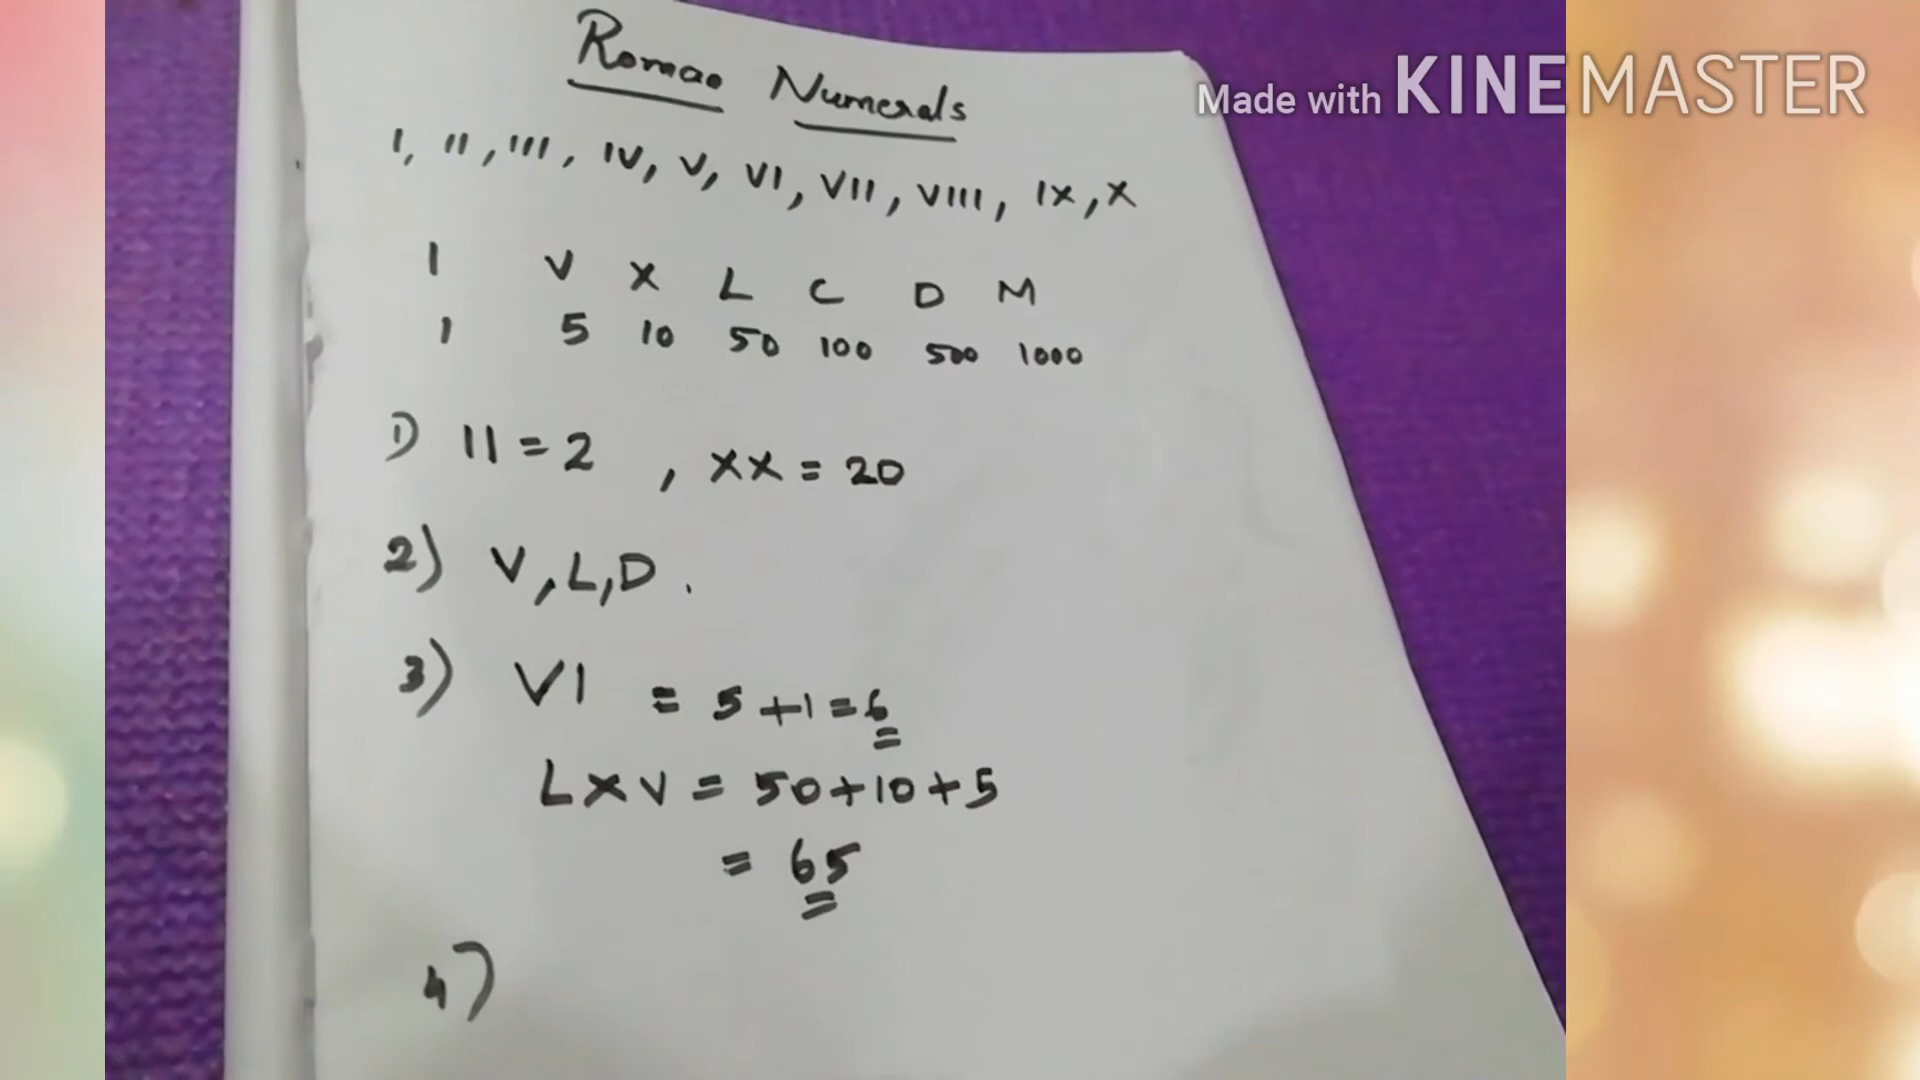 Roman Numerals
Made with KINEMASTER
I, II, III, IV, V, VI, VII, VIII, IX, X
I V X L C D M
1 5 10 50 100 500 1000
1) II = 2 , XX = 20
2) V, L, D .
3) VI = 5 + 1 = 6
LXV = 50 + 10 + 5
= 65
4)